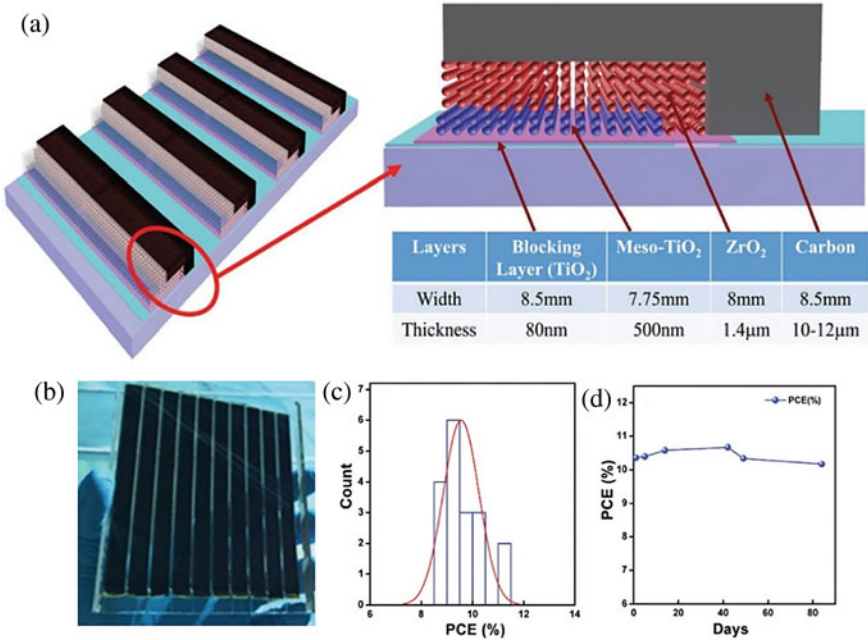 (a)
Layers Blocking Layer (TiO₂) Meso-TiO₂ ZrO₂ Carbon
Width 8.5mm 7.75mm 8mm 8.5mm
Thickness 80nm 500nm 1.4μm 10-12μm
(b)
(c)
7
6
5
4
3
2
1
0
Count
6 8 10 12 14
PCE (%)
(d)
PCE(%)
12
11
10
9
8
7
6
PCE (%)
0 20 40 60 80
Days